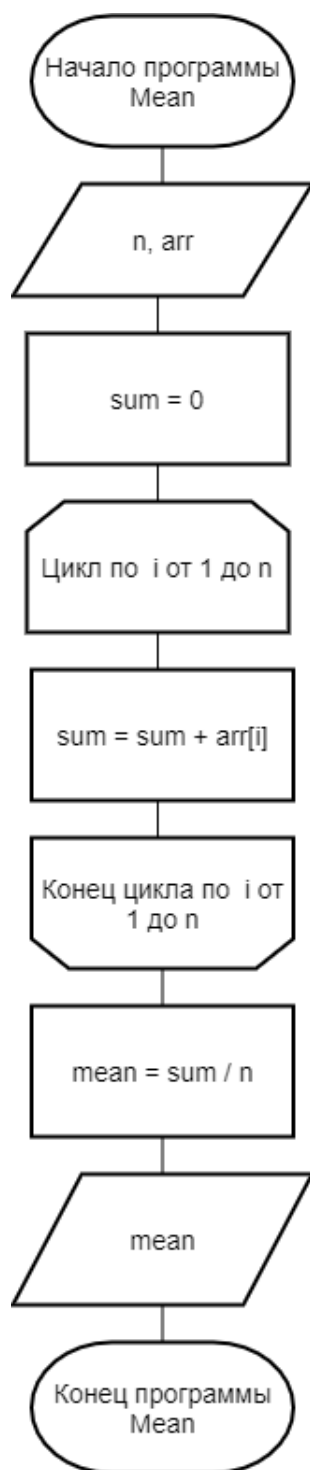 Начало программы
Mean
n, arr
sum = 0
Цикл по i от 1 до n
sum = sum + arr[i]
Конец цикла по i от
1 до n
mean = sum / n
mean
Конец программы
Mean